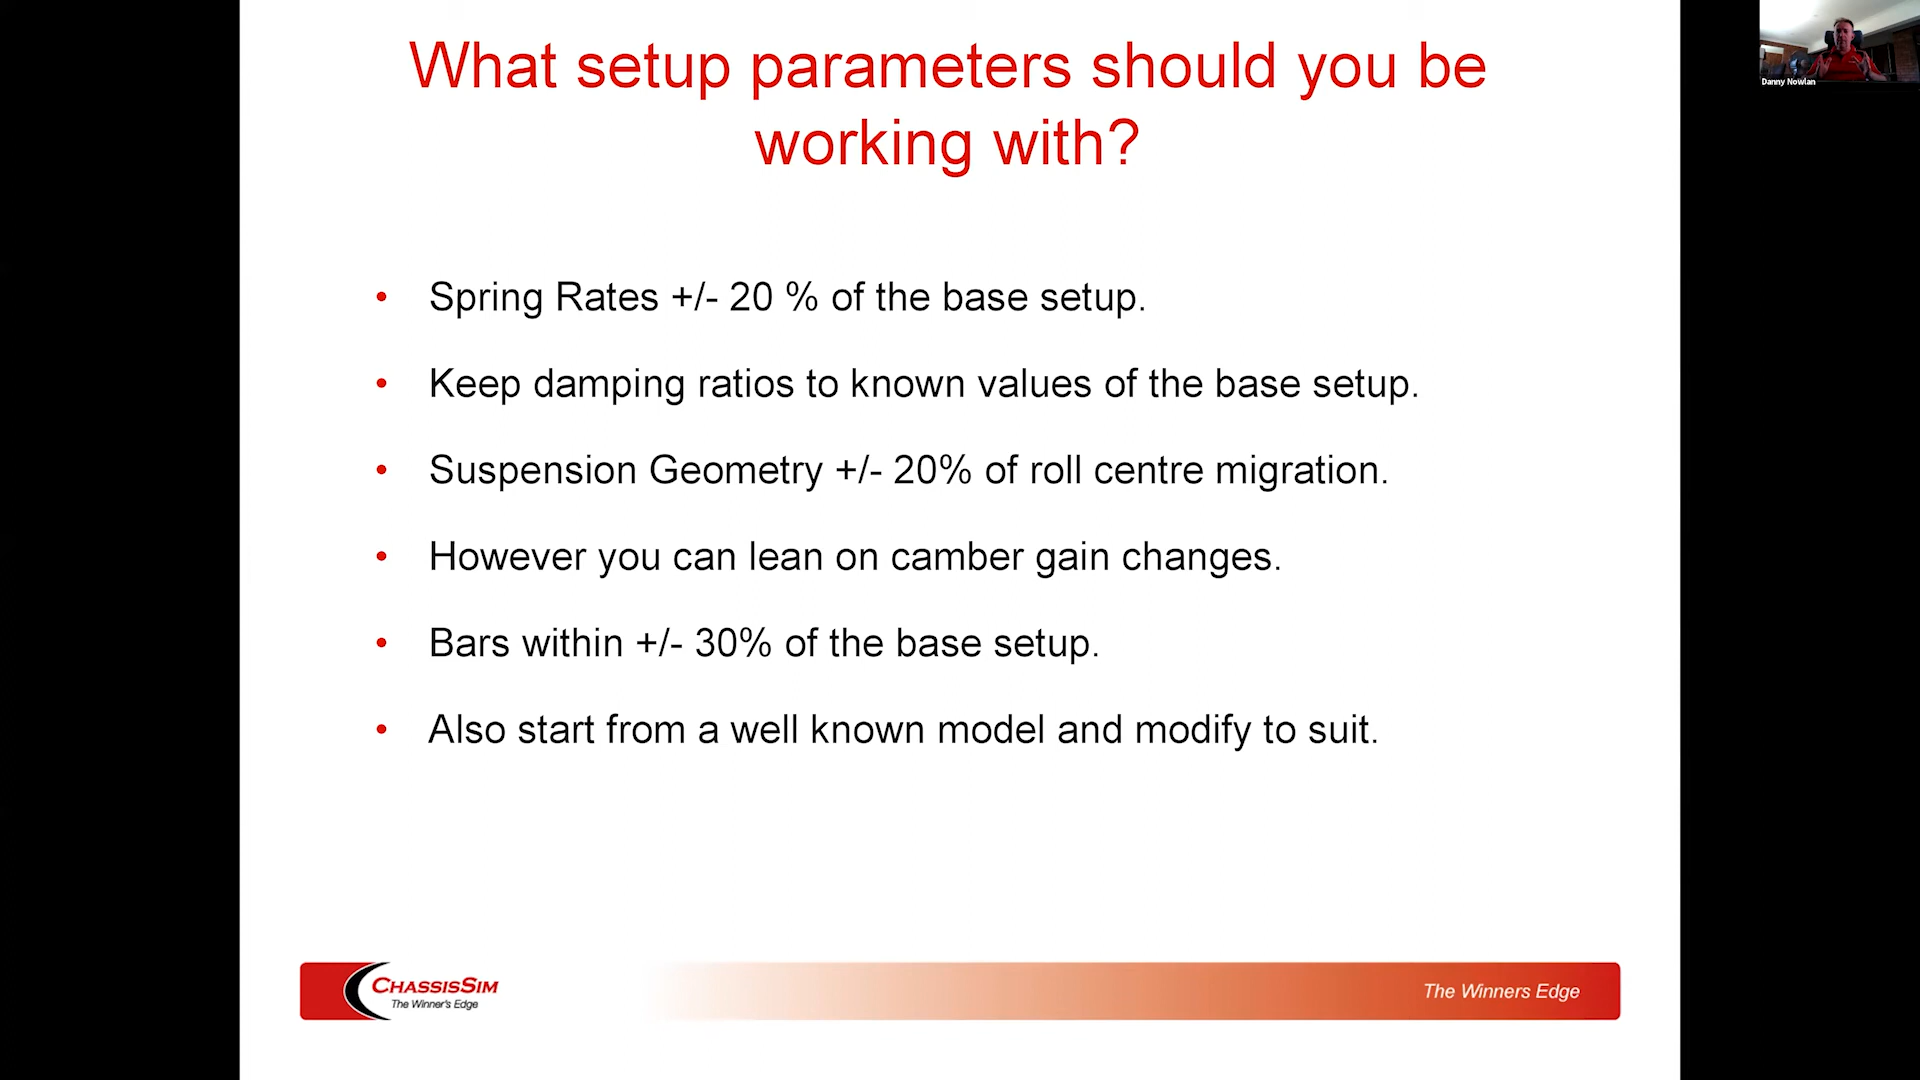 What setup parameters should you be
working with?
Danny Nowlan
• Spring Rates +/- 20 % of the base setup.
• Keep damping ratios to known values of the base setup.
• Suspension Geometry +/- 20% of roll centre migration.
• However you can lean on camber gain changes.
• Bars within +/- 30% of the base setup.
• Also start from a well known model and modify to suit.
CHASSISSIM
The Winner's Edge
The Winners Edge